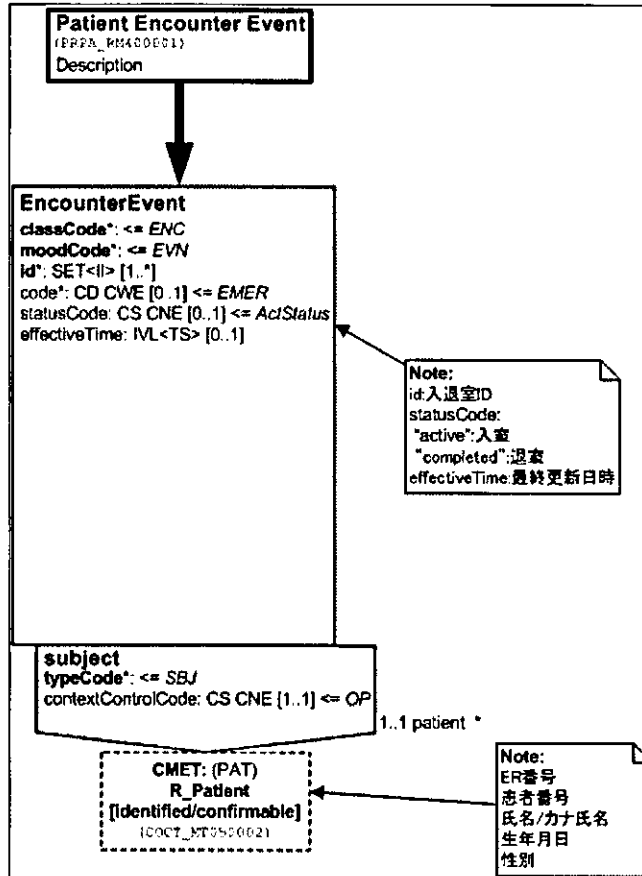 Patient Encounter Event
(PRPA_RM400001)
Description
EncounterEvent
classCode*: <= ENC
moodCode*: <= EVN
id*: SET<II> [1..*]
code*: CD CWE [0..1] <= EMER
statusCode: CS CNE [0..1] <= ActStatus
effectiveTime: IVL<TS> [0..1]
Note:
id:入退室ID
statusCode:
"active":入室
"completed":退室
effectiveTime:最終更新日時
subject
typeCode*: <= SBJ
contextControlCode: CS CNE [1..1] <= OP
1..1 patient *
CMET: (PAT)
R_Patient
[identified/confirmable]
(COCT_MT050002)
Note:
ER番号
患者番号
氏名/カナ氏名
生年月日
性別